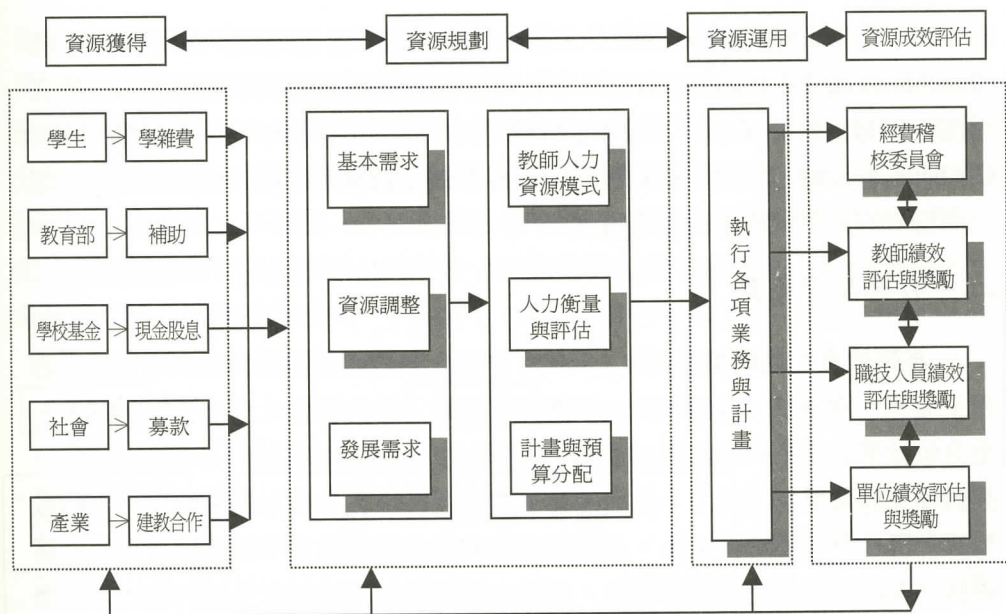 資源獲得
資源規劃
資源運用
資源成效評估
學生
學雜費
教育部
補助
學校基金
現金股息
社會
募款
產業
建教合作
基本需求
資源調整
發展需求
教師人力
資源模式
人力衡量
與評估
計畫與預
算分配
執
行
各
項
業
務
與
計
畫
經費稽
核委員會
教師績效
評估與獎勵
職技人員績效
評估與獎勵
單位績效評估
與獎勵